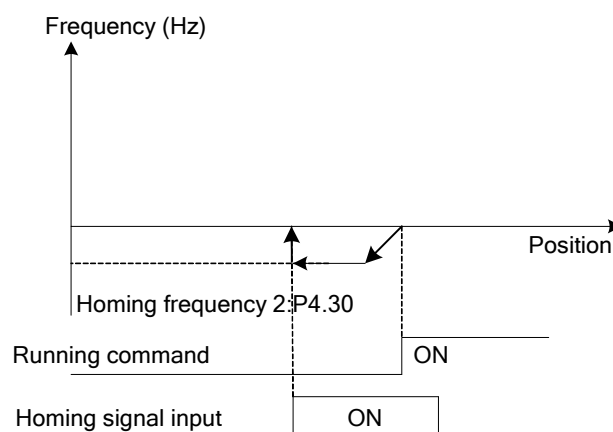 Frequency (Hz)
Position
Homing frequency 2:P4.30
Running command
ON
Homing signal input
ON